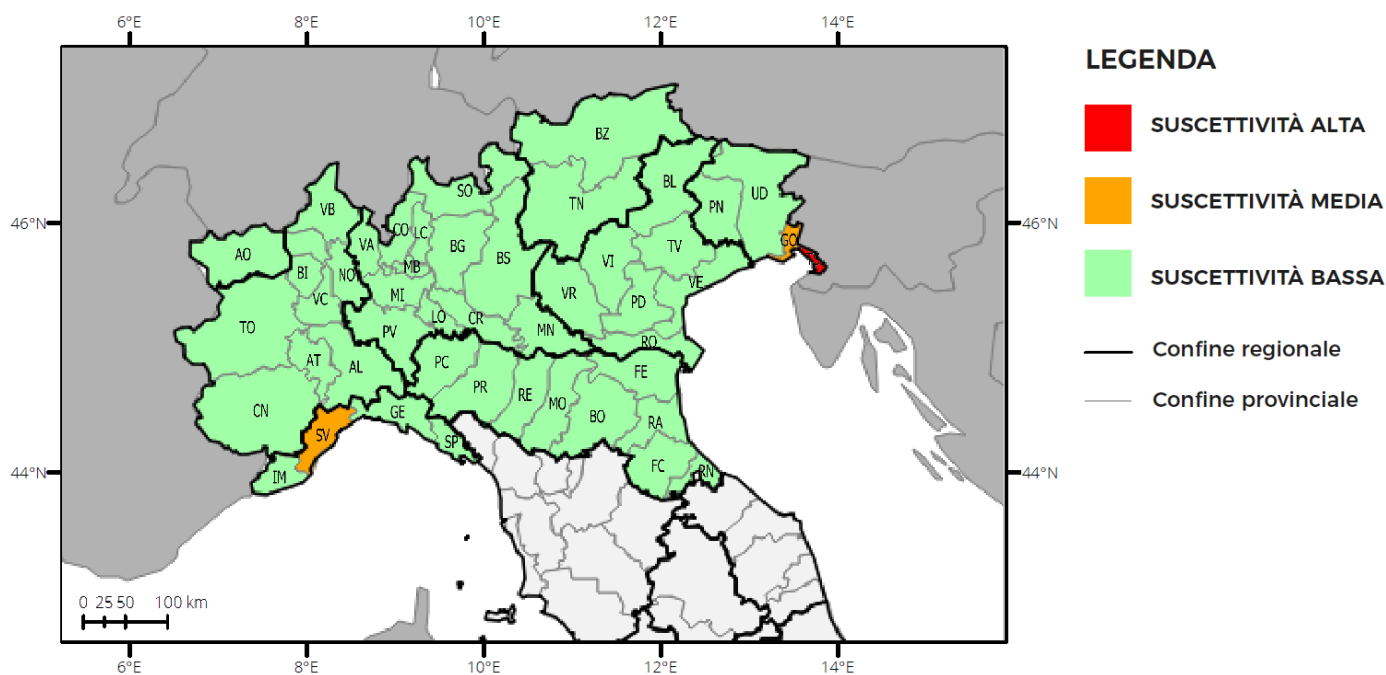 6°E 8°E 10°E 12°E 14°E
LEGENDA
SUSCETTIVITÀ ALTA
SUSCETTIVITÀ MEDIA
SUSCETTIVITÀ BASSA
Confine regionale
Confine provinciale
BZ
SO
BL
UD
TN
VB
PN
46°N
46°N
CO
LC
VA
BG
TV
GO
AO
BS
VI
BI
NO
MB
VE
VC
MI
VR
PD
TO
LO
CR
PV
MN
RO
AT
AL
PC
FE
PR
RE
MO
CN
GE
BO
RA
SV
SP
FC
RN
44°N
44°N
IM
0 25 50 100 km
6°E 8°E 10°E 12°E 14°E